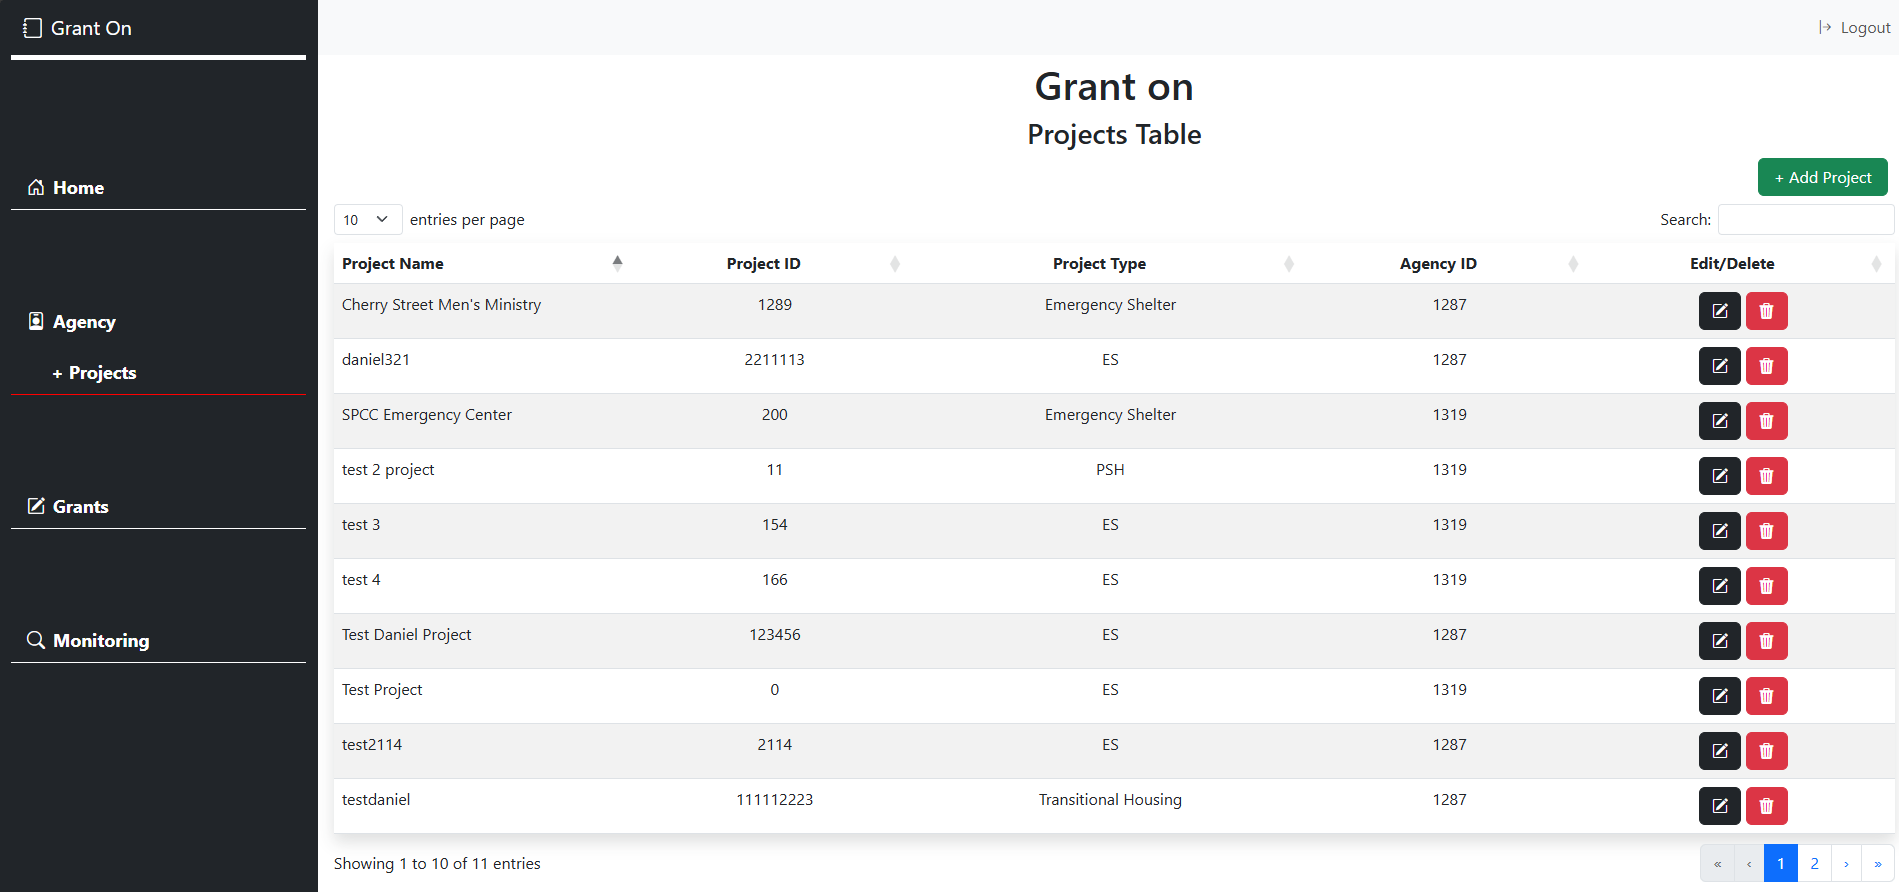 Grant On
Logout
Grant on
Projects Table
+ Add Project
10 entries per page
Search:
Home
Agency
+ Projects
Grants
Monitoring
Project Name Project ID Project Type Agency ID Edit/Delete
Cherry Street Men's Ministry 1289 Emergency Shelter 1287
daniel321 2211113 ES 1287
SPCC Emergency Center 200 Emergency Shelter 1319
test 2 project 11 PSH 1319
test 3 154 ES 1319
test 4 166 ES 1319
Test Daniel Project 123456 ES 1287
Test Project 0 ES 1319
test2114 2114 ES 1287
testdaniel 111112223 Transitional Housing 1287
Showing 1 to 10 of 11 entries
« ‹ 1 2 › »